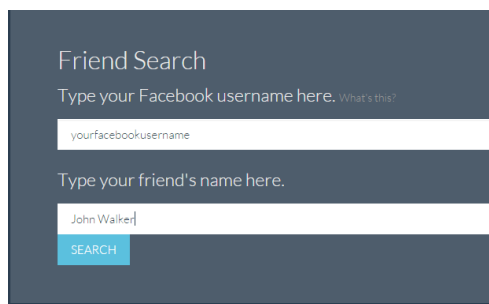 Friend Search
Type your Facebook username here. What's this?
yourfacebookusername
Type your friend's name here.
John Walker
SEARCH